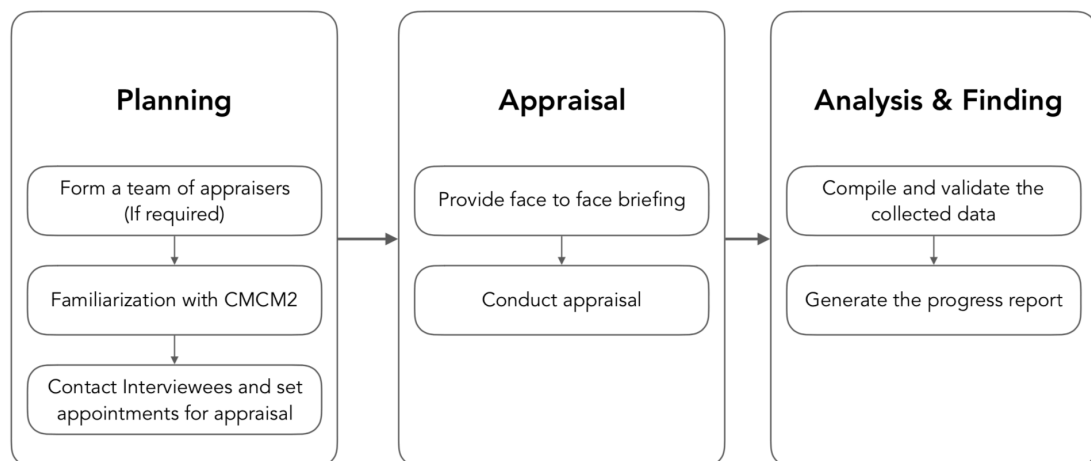 Planning
Form a team of appraisers
(If required)
Familiarization with CMCM2
Contact Interviewees and set
appointments for appraisal
Appraisal
Provide face to face briefing
Conduct appraisal
Analysis & Finding
Compile and validate the
collected data
Generate the progress report